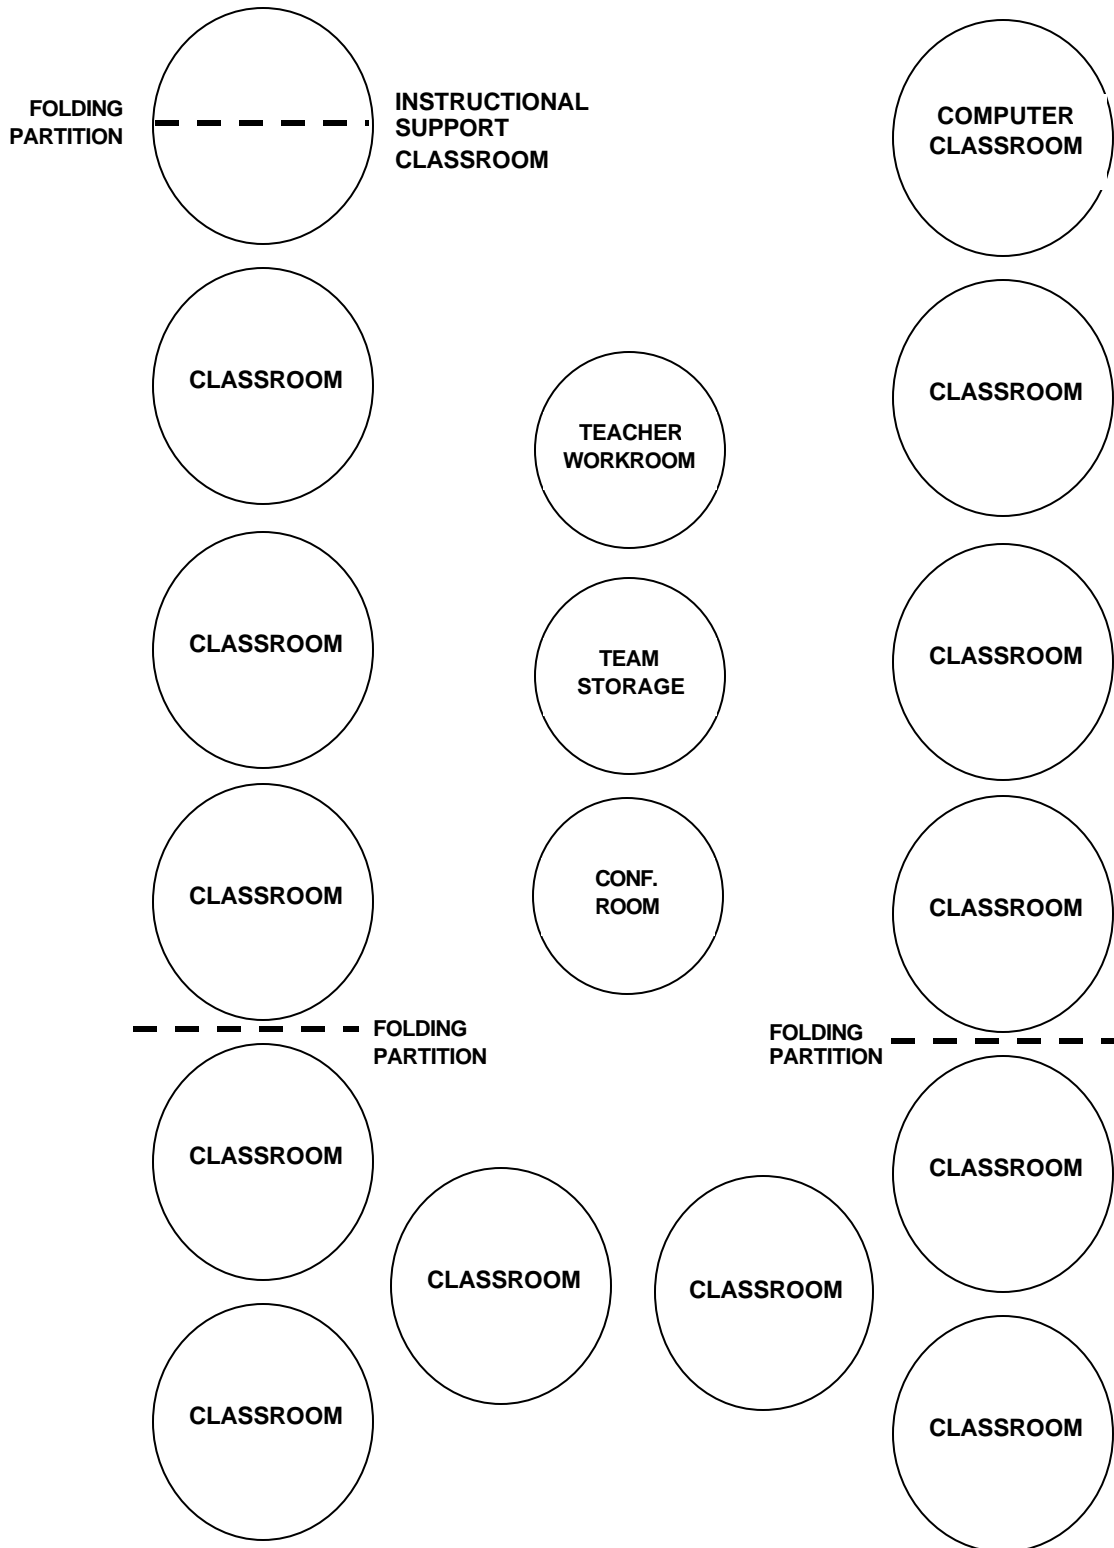 FOLDING
PARTITION
INSTRUCTIONAL
SUPPORT
CLASSROOM
COMPUTER
CLASSROOM
CLASSROOM
CLASSROOM
TEACHER
WORKROOM
CLASSROOM
TEAM
STORAGE
CLASSROOM
CLASSROOM
CONF.
ROOM
CLASSROOM
FOLDING
PARTITION
FOLDING
PARTITION
CLASSROOM
CLASSROOM
CLASSROOM
CLASSROOM
CLASSROOM
CLASSROOM